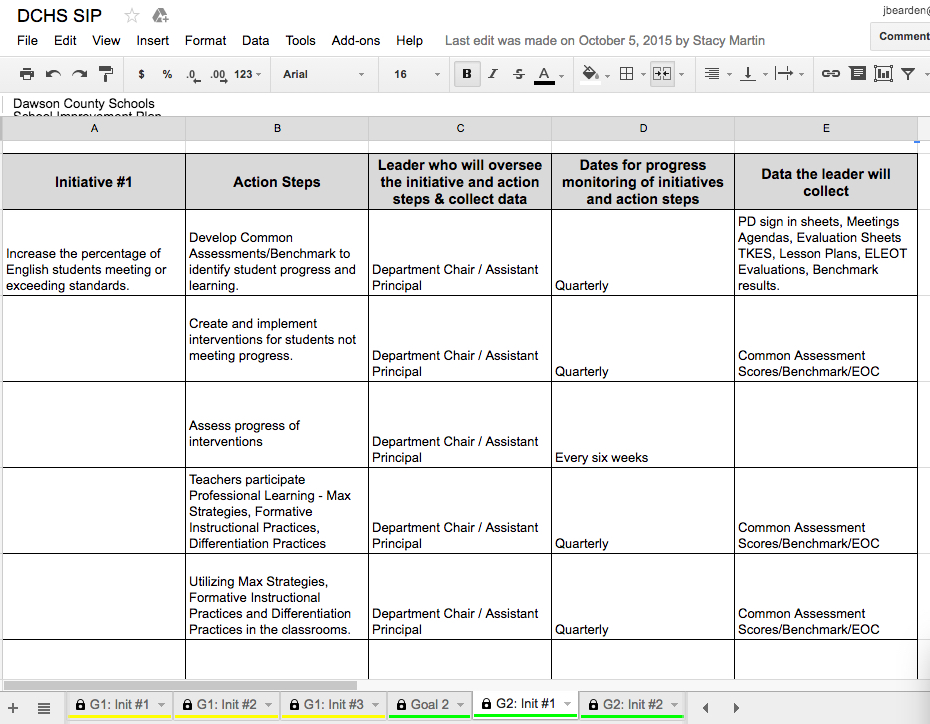 DCHS SIP
jbearden@
File Edit View Insert Format Data Tools Add-ons Help Last edit was made on October 5, 2015 by Stacy Martin
Comment
$ % .0 .00 123 Arial 16 B I S A
Dawson County Schools
School Improvement Plan
A B C D E
Initiative #1
Action Steps
Leader who will oversee
the initiative and action
steps & collect data
Dates for progress
monitoring of initiatives
and action steps
Data the leader will
collect
Increase the percentage of
English students meeting or
exceeding standards.
Develop Common
Assessments/Benchmark to
identify student progress and
learning.
Department Chair / Assistant
Principal
Quarterly
PD sign in sheets, Meetings
Agendas, Evaluation Sheets
TKES, Lesson Plans, ELEOT
Evaluations, Benchmark
results.
Create and implement
interventions for students not
meeting progress.
Department Chair / Assistant
Principal
Quarterly
Common Assessment
Scores/Benchmark/EOC
Assess progress of
interventions
Department Chair / Assistant
Principal
Every six weeks
Teachers participate
Professional Learning - Max
Strategies, Formative
Instructional Practices,
Differentiation Practices
Department Chair / Assistant
Principal
Quarterly
Common Assessment
Scores/Benchmark/EOC
Utilizing Max Strategies,
Formative Instructional
Practices and Differentiation
Practices in the classrooms.
Department Chair / Assistant
Principal
Quarterly
Common Assessment
Scores/Benchmark/EOC
G1: Init #1 G1: Init #2 G1: Init #3 Goal 2 G2: Init #1 G2: Init #2